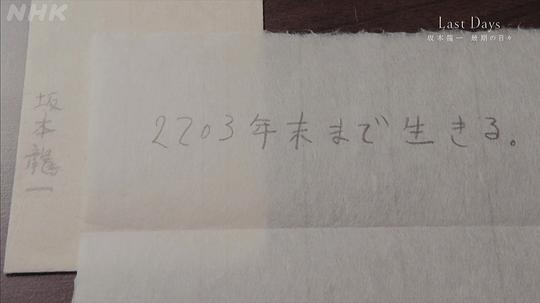 NHK
Last Days
坂本龍一 最期の日々
坂本龍一
2203年末まで生きる。